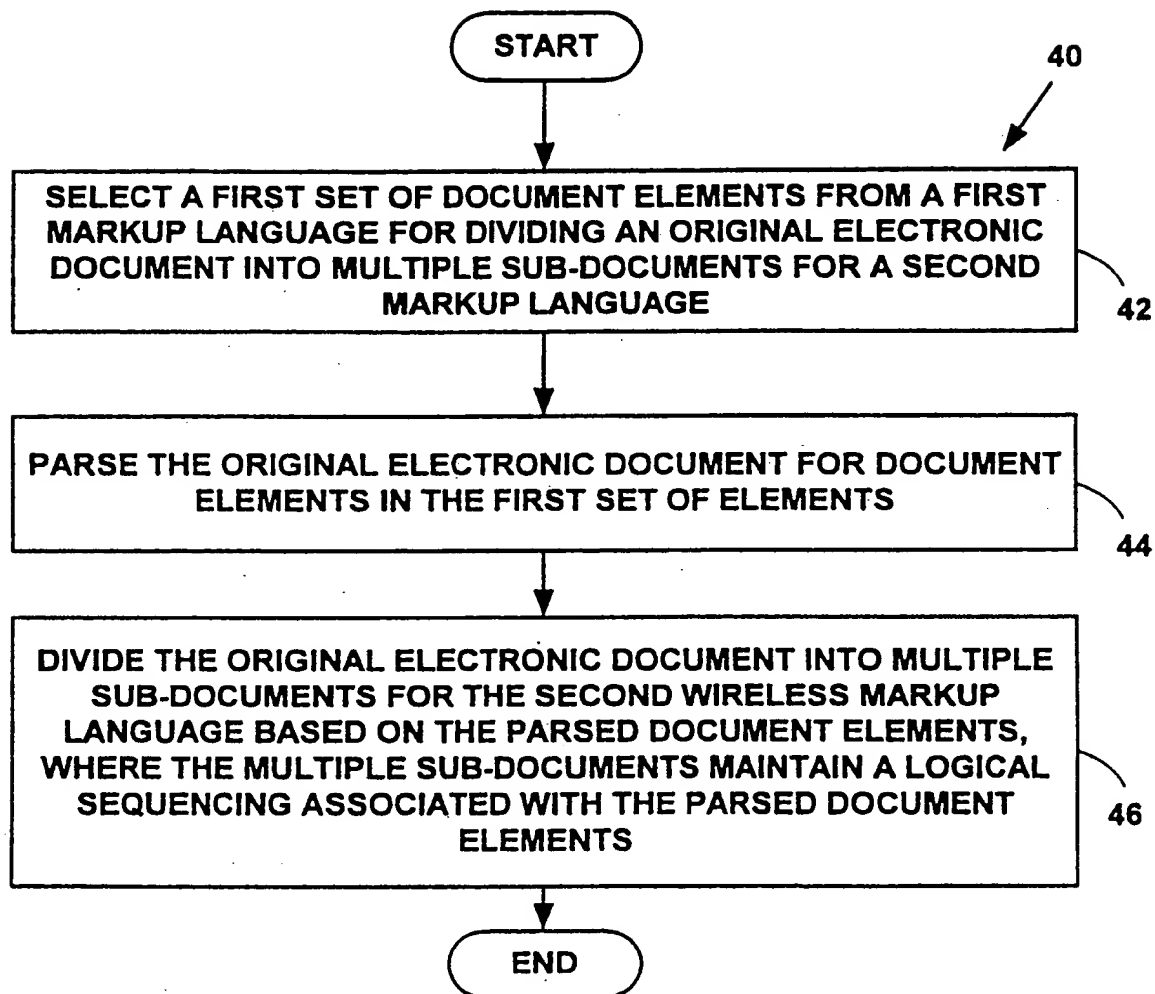 START
40
SELECT A FIRST SET OF DOCUMENT ELEMENTS FROM A FIRST
MARKUP LANGUAGE FOR DIVIDING AN ORIGINAL ELECTRONIC
DOCUMENT INTO MULTIPLE SUB-DOCUMENTS FOR A SECOND
MARKUP LANGUAGE
42
PARSE THE ORIGINAL ELECTRONIC DOCUMENT FOR DOCUMENT
ELEMENTS IN THE FIRST SET OF ELEMENTS
44
DIVIDE THE ORIGINAL ELECTRONIC DOCUMENT INTO MULTIPLE
SUB-DOCUMENTS FOR THE SECOND WIRELESS MARKUP
LANGUAGE BASED ON THE PARSED DOCUMENT ELEMENTS,
WHERE THE MULTIPLE SUB-DOCUMENTS MAINTAIN A LOGICAL
SEQUENCING ASSOCIATED WITH THE PARSED DOCUMENT
ELEMENTS
46
END